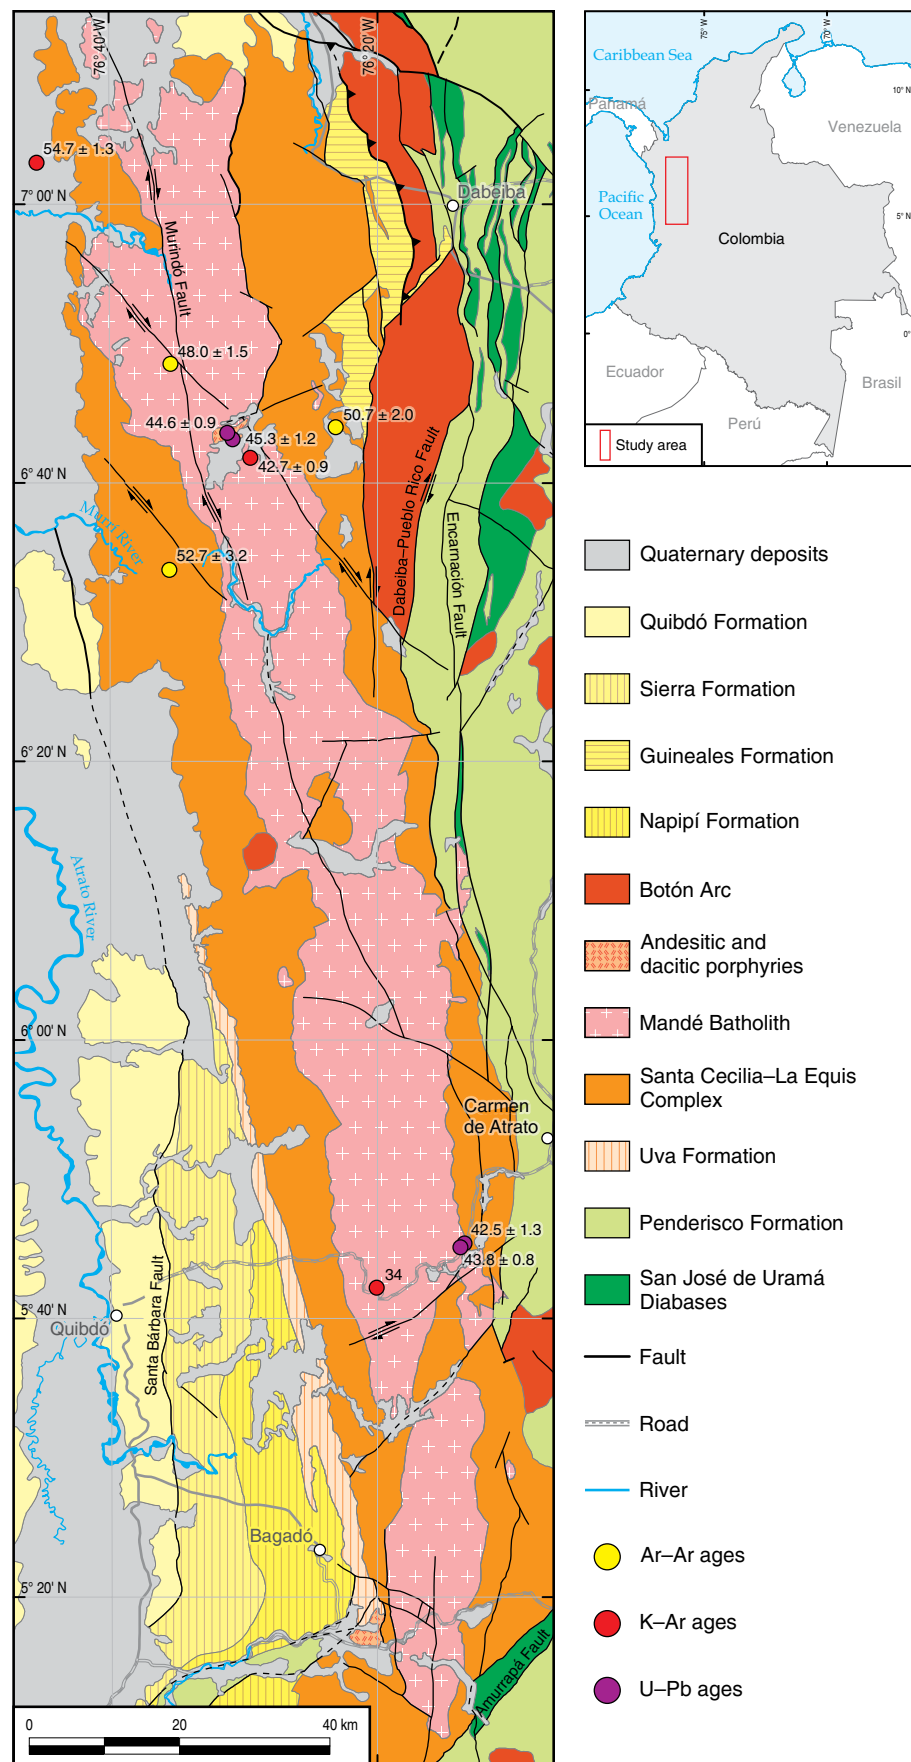 76° 40' W
76° 20' W
54.7 ± 1.3
7° 00' N
Dabeiba
Murindó Fault
48.0 ± 1.5
44.6 ± 0.9
45.3 ± 1.2
50.7 ± 2.0
42.7 ± 0.9
6° 40' N
Murrí River
52.7 ± 3.2
Dabeiba–Pueblo Rico Fault
Encarnación Fault
6° 20' N
Atrato River
6° 00' N
Carmen
de Atrato
42.5 ± 1.3
43.8 ± 0.8
34
5° 40' N
Quibdó
Santa Bárbara Fault
Bagadó
5° 20' N
Amurrapá Fault
0
20
40 km
75° W
70° W
Caribbean Sea
10° N
Panamá
Venezuela
Pacific
Ocean
5° N
Colombia
0°
Ecuador
Brasil
Perú
Study area
Quaternary deposits
Quibdó Formation
Sierra Formation
Guineales Formation
Napipí Formation
Botón Arc
Andesitic and
dacitic porphyries
Mandé Batholith
Santa Cecilia–La Equis
Complex
Uva Formation
Penderisco Formation
San José de Uramá
Diabases
Fault
Road
River
Ar–Ar ages
K–Ar ages
U–Pb ages